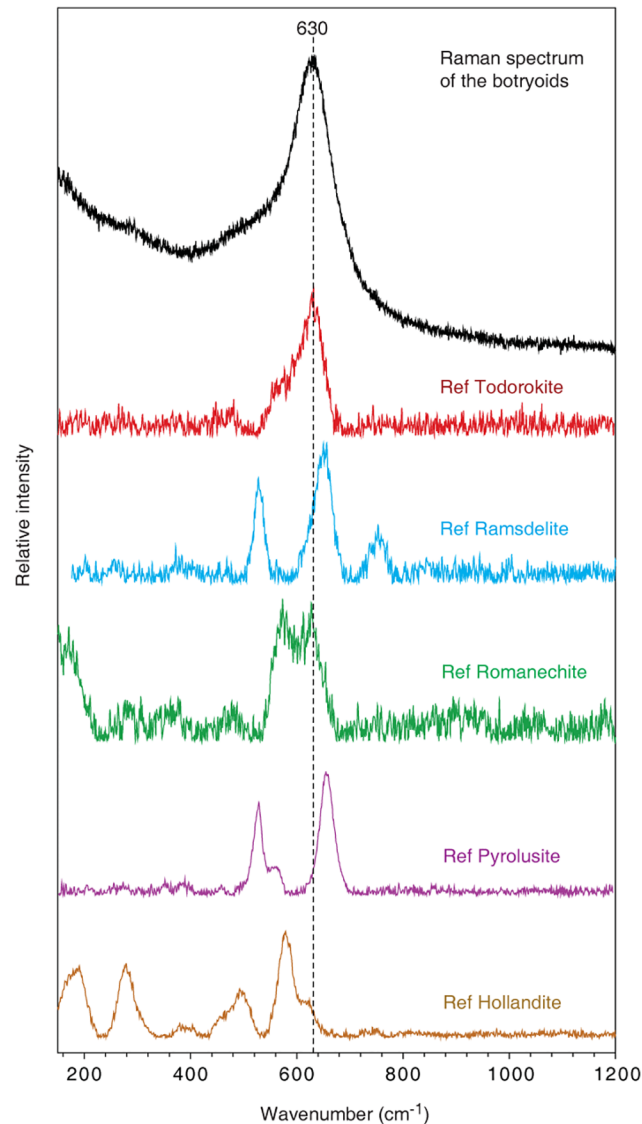 630
Raman spectrum
of the botryoids
Ref Todorokite
Ref Ramsdelite
Ref Romanechite
Ref Pyrolusite
Ref Hollandite
Relative intensity
200 400 600 800 1000 1200
Wavenumber (cm-1)